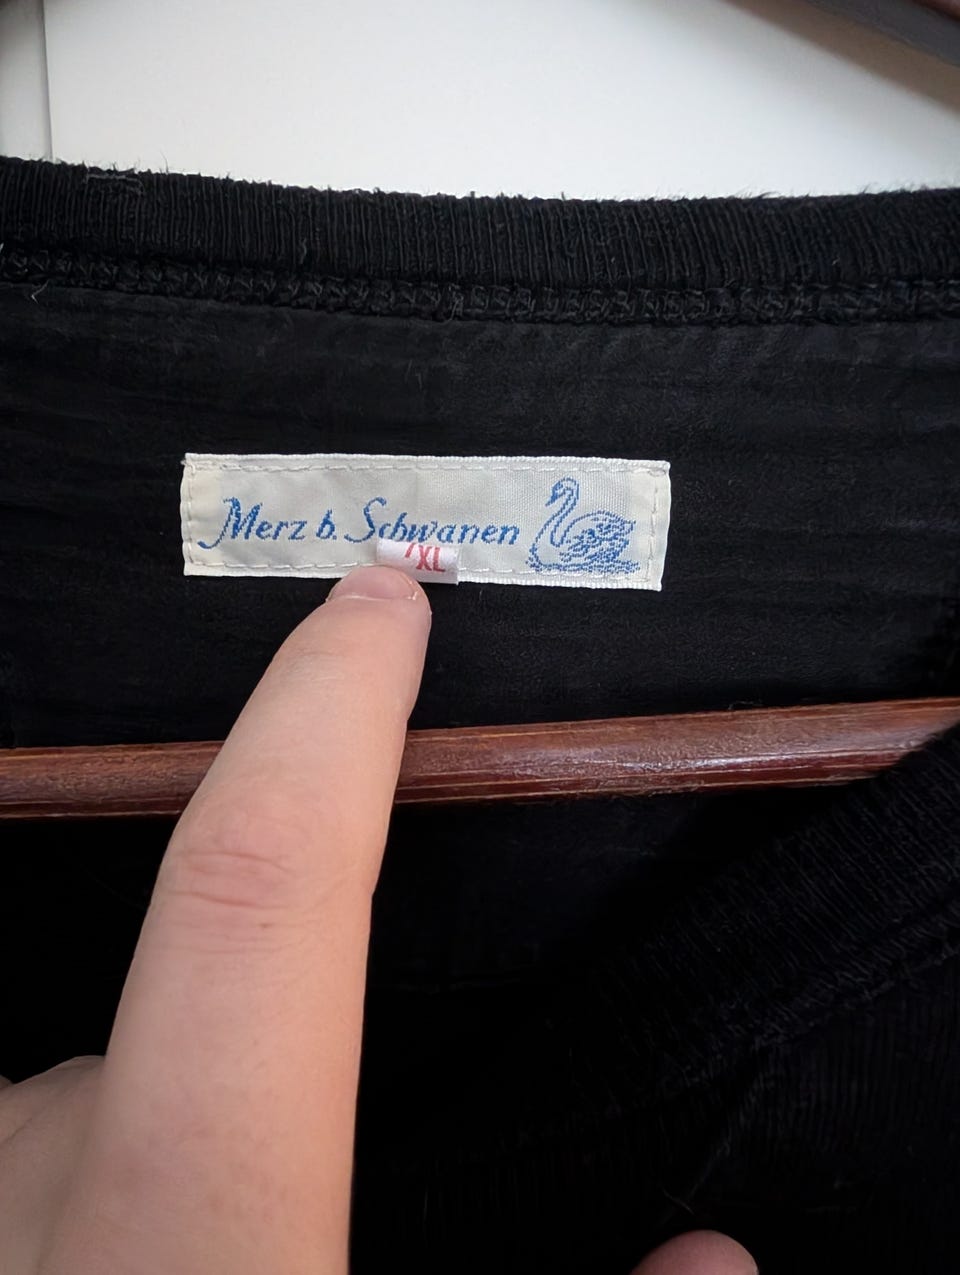 Merz b. Schwanen
/XL